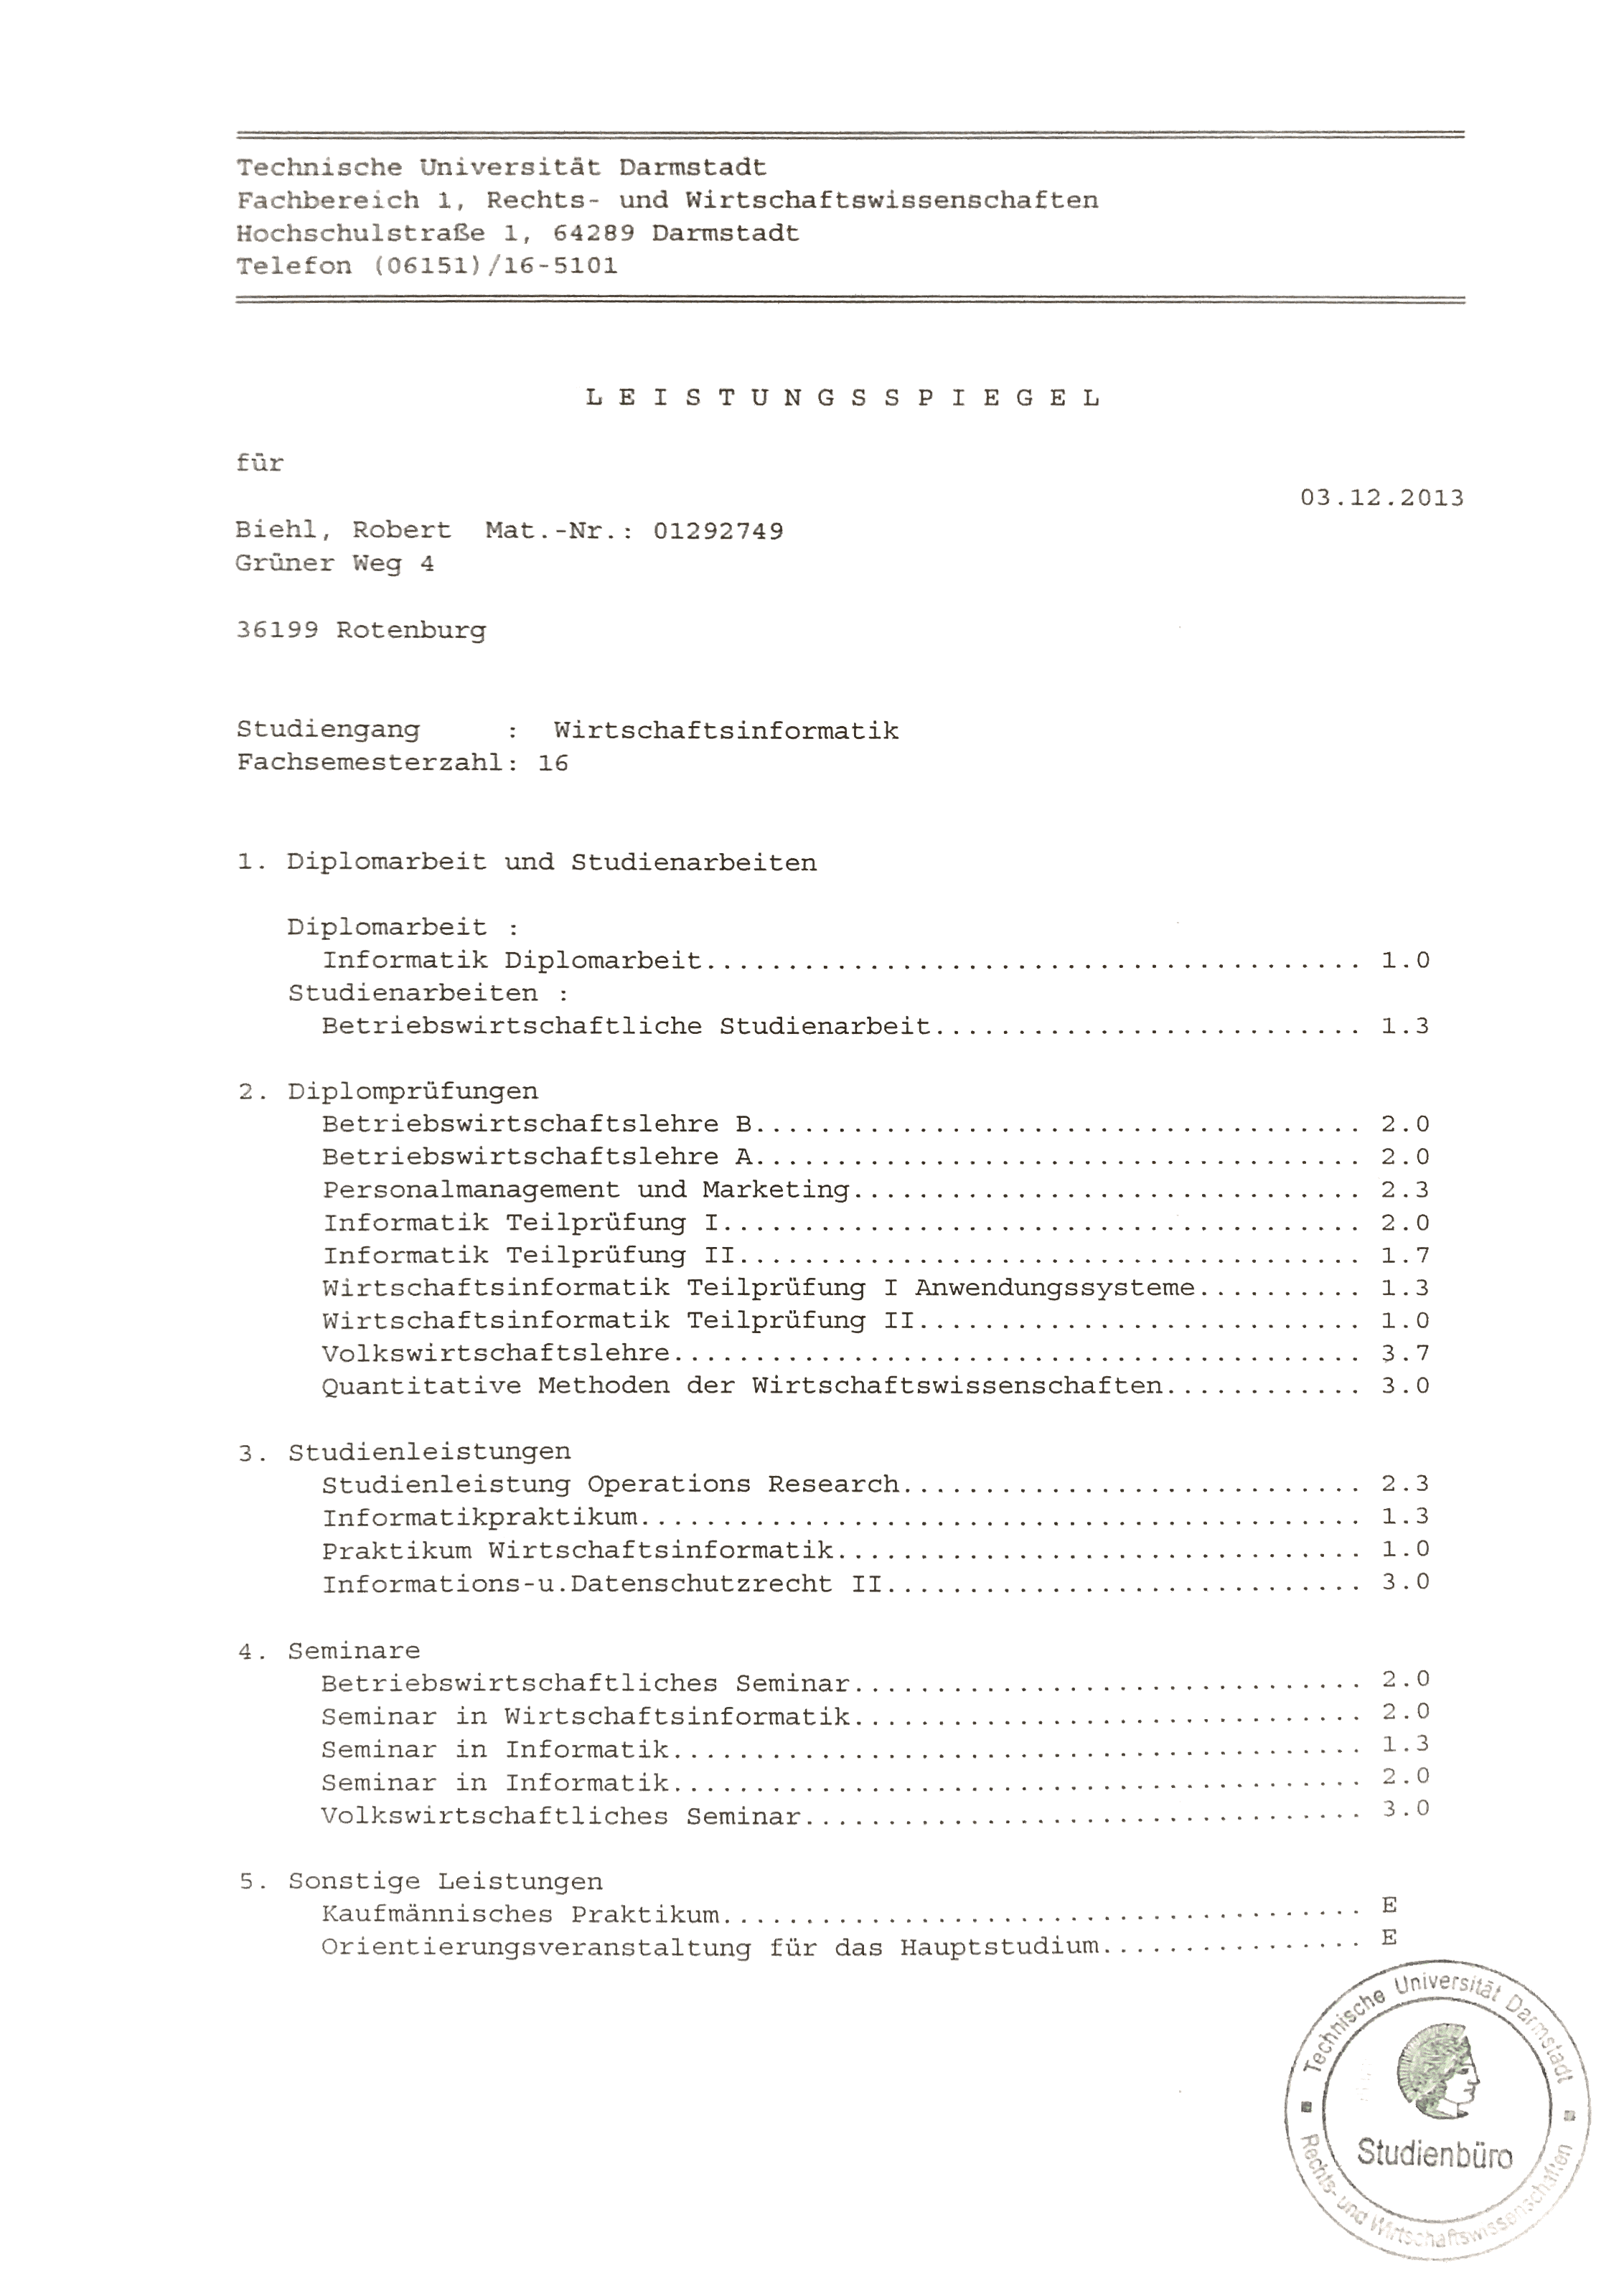 Technische Universität Darmstadt
Fachbereich 1, Rechts- und Wirtschaftswissenschaften
Hochschulstraße 1, 64289 Darmstadt
Telefon (06151)/16-5101
L E I S T U N G S S P I E G E L
für
03.12.2013
Biehl, Robert  Mat.-Nr.: 01292749
Grüner Weg 4
36199 Rotenburg
Studiengang     :  Wirtschaftsinformatik
Fachsemesterzahl: 16
1. Diplomarbeit und Studienarbeiten
Diplomarbeit :
Informatik Diplomarbeit........................................ 1.0
Studienarbeiten :
Betriebswirtschaftliche Studienarbeit.......................... 1.3
2. Diplomprüfungen
Betriebswirtschaftslehre B..................................... 2.0
Betriebswirtschaftslehre A..................................... 2.0
Personalmanagement und Marketing............................... 2.3
Informatik Teilprüfung I....................................... 2.0
Informatik Teilprüfung II...................................... 1.7
Wirtschaftsinformatik Teilprüfung I Anwendungssysteme.......... 1.3
Wirtschaftsinformatik Teilprüfung II........................... 1.0
Volkswirtschaftslehre.......................................... 3.7
Quantitative Methoden der Wirtschaftswissenschaften............ 3.0
3. Studienleistungen
Studienleistung Operations Research............................ 2.3
Informatikpraktikum............................................ 1.3
Praktikum Wirtschaftsinformatik................................ 1.0
Informations-u.Datenschutzrecht II............................. 3.0
4. Seminare
Betriebswirtschaftliches Seminar............................... 2.0
Seminar in Wirtschaftsinformatik............................... 2.0
Seminar in Informatik.......................................... 1.3
Seminar in Informatik.......................................... 2.0
Volkswirtschaftliches Seminar.................................. 3.0
5. Sonstige Leistungen
Kaufmännisches Praktikum....................................... E
Orientierungsveranstaltung für das Hauptstudium................ E
Technische Universität Darmstadt
Studienbüro
Rechts- und Wirtschaftswissenschaften